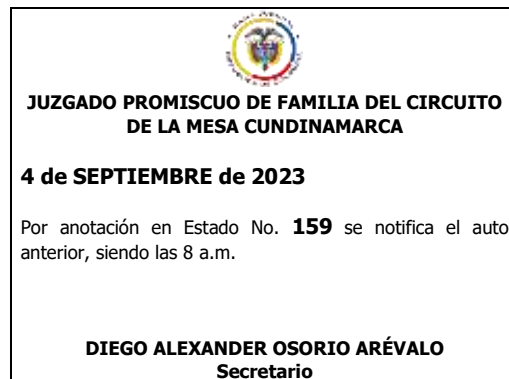 JUZGADO PROMISCUO DE FAMILIA DEL CIRCUITO
DE LA MESA CUNDINAMARCA
4 de SEPTIEMBRE de 2023
Por anotación en Estado No. 159 se notifica el auto
anterior, siendo las 8 a.m.
DIEGO ALEXANDER OSORIO ARÉVALO
Secretario